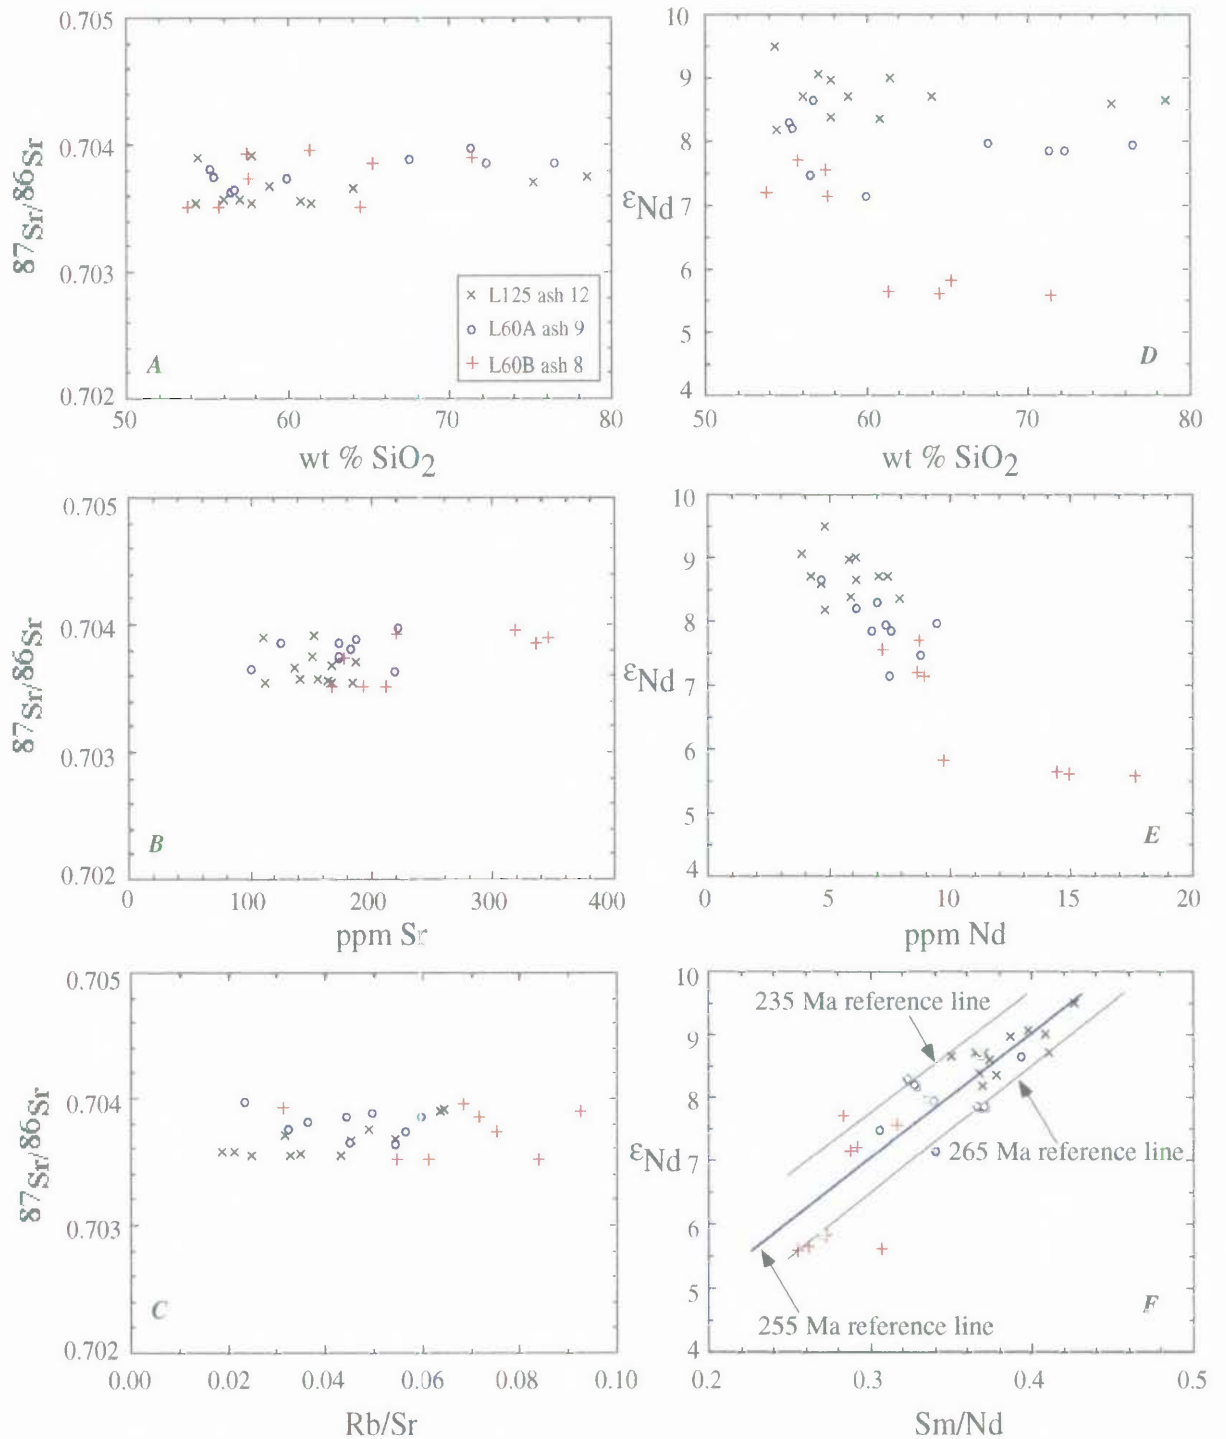 0.705
0.704
0.703
0.702
87Sr/86Sr
50 60 70 80
wt % SiO2
A
× L125 ash 12
o L60A ash 9
+ L60B ash 8
10
9
8
7
6
5
4
εNd
50 60 70 80
wt % SiO2
D
0.705
0.704
0.703
0.702
87Sr/86Sr
0 100 200 300 400
ppm Sr
B
10
9
8
7
6
5
4
εNd
0 5 10 15 20
ppm Nd
E
0.705
0.704
0.703
0.702
87Sr/86Sr
0.00 0.02 0.04 0.06 0.08 0.10
Rb/Sr
C
10
9
8
7
6
5
4
εNd
235 Ma reference line
265 Ma reference line
255 Ma reference line
F
0.2 0.3 0.4 0.5
Sm/Nd